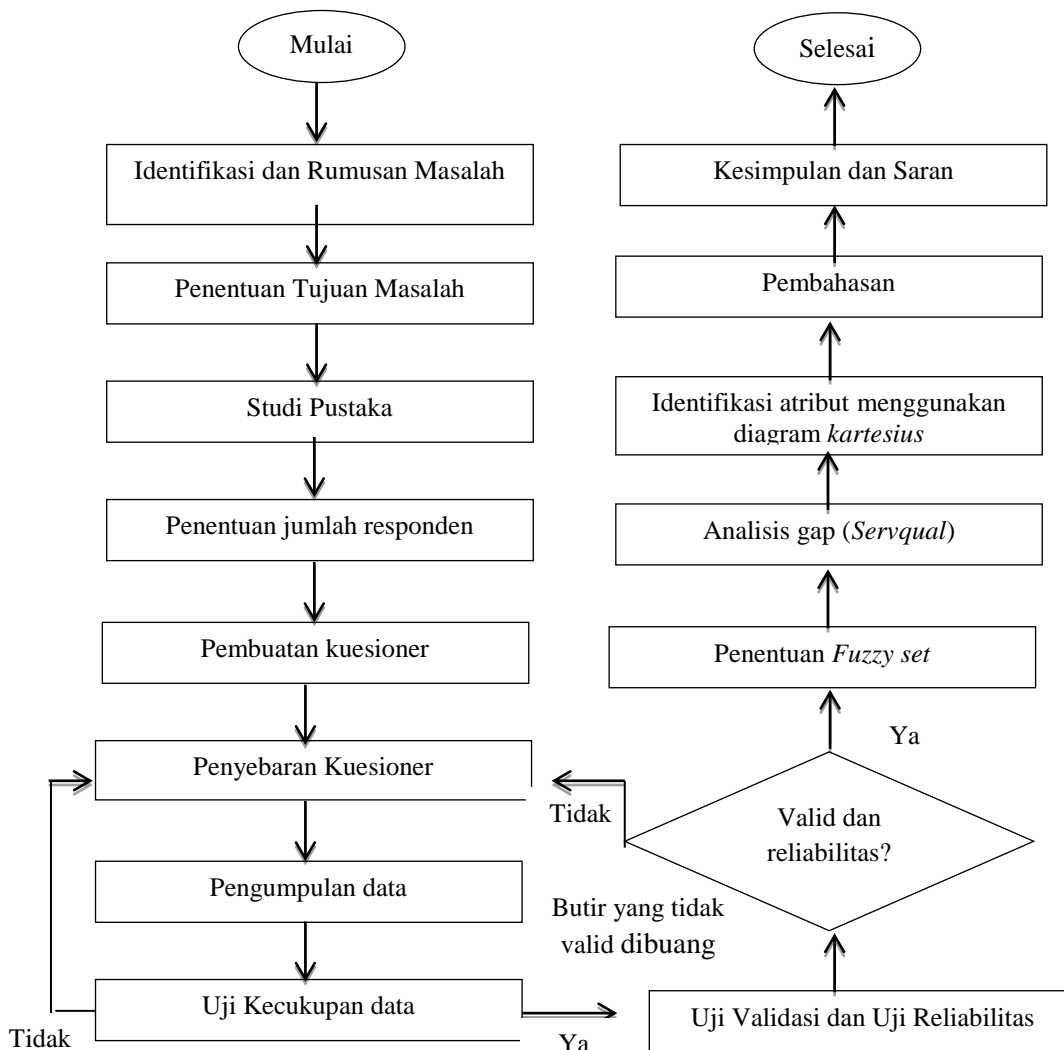 Mulai
Identifikasi dan Rumusan Masalah
Penentuan Tujuan Masalah
Studi Pustaka
Penentuan jumlah responden
Pembuatan kuesioner
Penyebaran Kuesioner
Pengumpulan data
Uji Kecukupan data
Tidak
Ya
Uji Validasi dan Uji Reliabilitas
Valid dan
reliabilitas?
Tidak
Butir yang tidak
valid dibuang
Ya
Penentuan Fuzzy set
Analisis gap (Servqual)
Identifikasi atribut menggunakan
diagram kartesius
Pembahasan
Kesimpulan dan Saran
Selesai